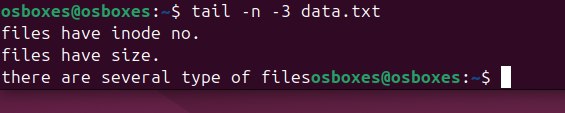 osboxes@osboxes:~$ tail -n -3 data.txt
files have inode no.
files have size.
there are several type of filesosboxes@osboxes:~$